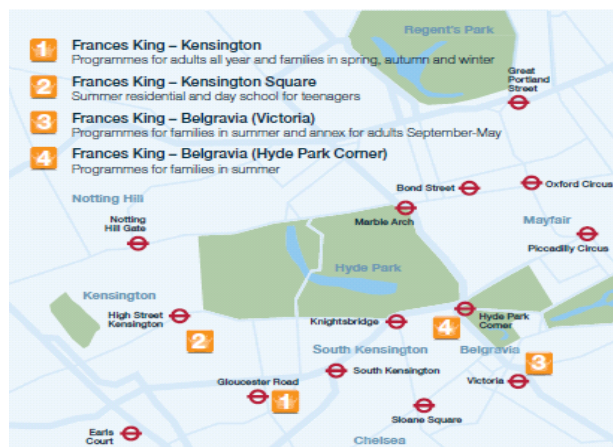 Regent's Park
1 Frances King – Kensington
Programmes for adults all year and families in spring, autumn and winter
Great
Portland
Street
2 Frances King – Kensington Square
Summer residential and day school for teenagers
3 Frances King – Belgravia (Victoria)
Programmes for families in summer and annex for adults September-May
4 Frances King – Belgravia (Hyde Park Corner)
Programmes for families in summer
Bond Street
Oxford Circus
Notting Hill
Notting
Hill Gate
Marble Arch
Mayfair
Piccadilly Circus
Hyde Park
Kensington
High Street
Kensington
2
Knightsbridge
4
Hyde Park
Corner
South Kensington
Belgravia
3
Gloucester Road
1
South Kensington
Victoria
Sloane Square
Earls
Court
Chelsea